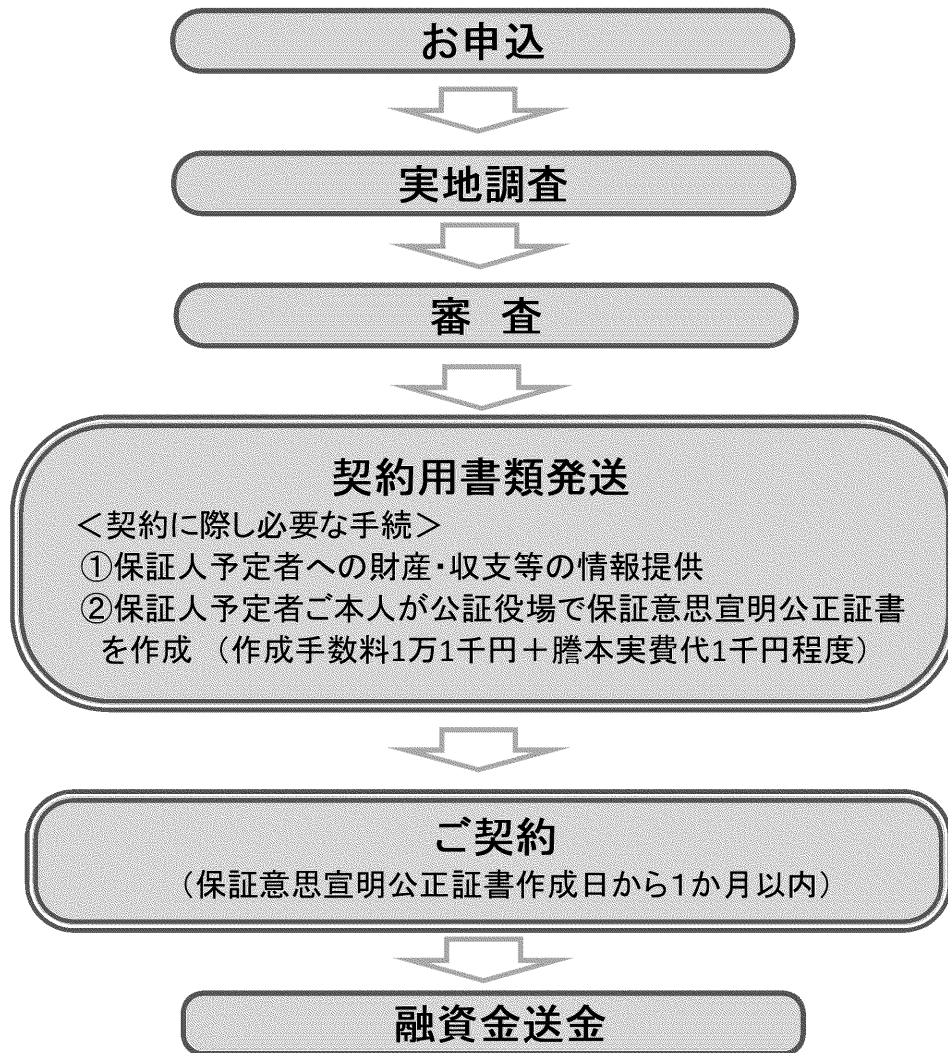 お申込
実地調査
審 査
契約用書類発送
＜契約に際し必要な手続＞
①保証人予定者への財産・収支等の情報提供
②保証人予定者ご本人が公証役場で保証意思宣明公正証書
を作成 （作成手数料1万1千円＋謄本実費代1千円程度）
ご契約
（保証意思宣明公正証書作成日から１か月以内）
融資金送金